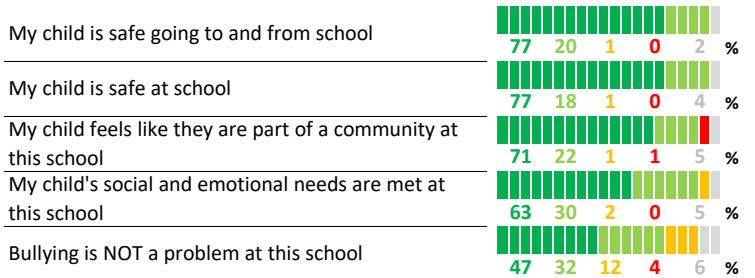 My child is safe going to and from school
77 20 1 0 2 %
My child is safe at school
77 18 1 0 4 %
My child feels like they are part of a community at
this school
71 22 1 1 5 %
My child's social and emotional needs are met at
this school
63 30 2 0 5 %
Bullying is NOT a problem at this school
47 32 12 4 6 %